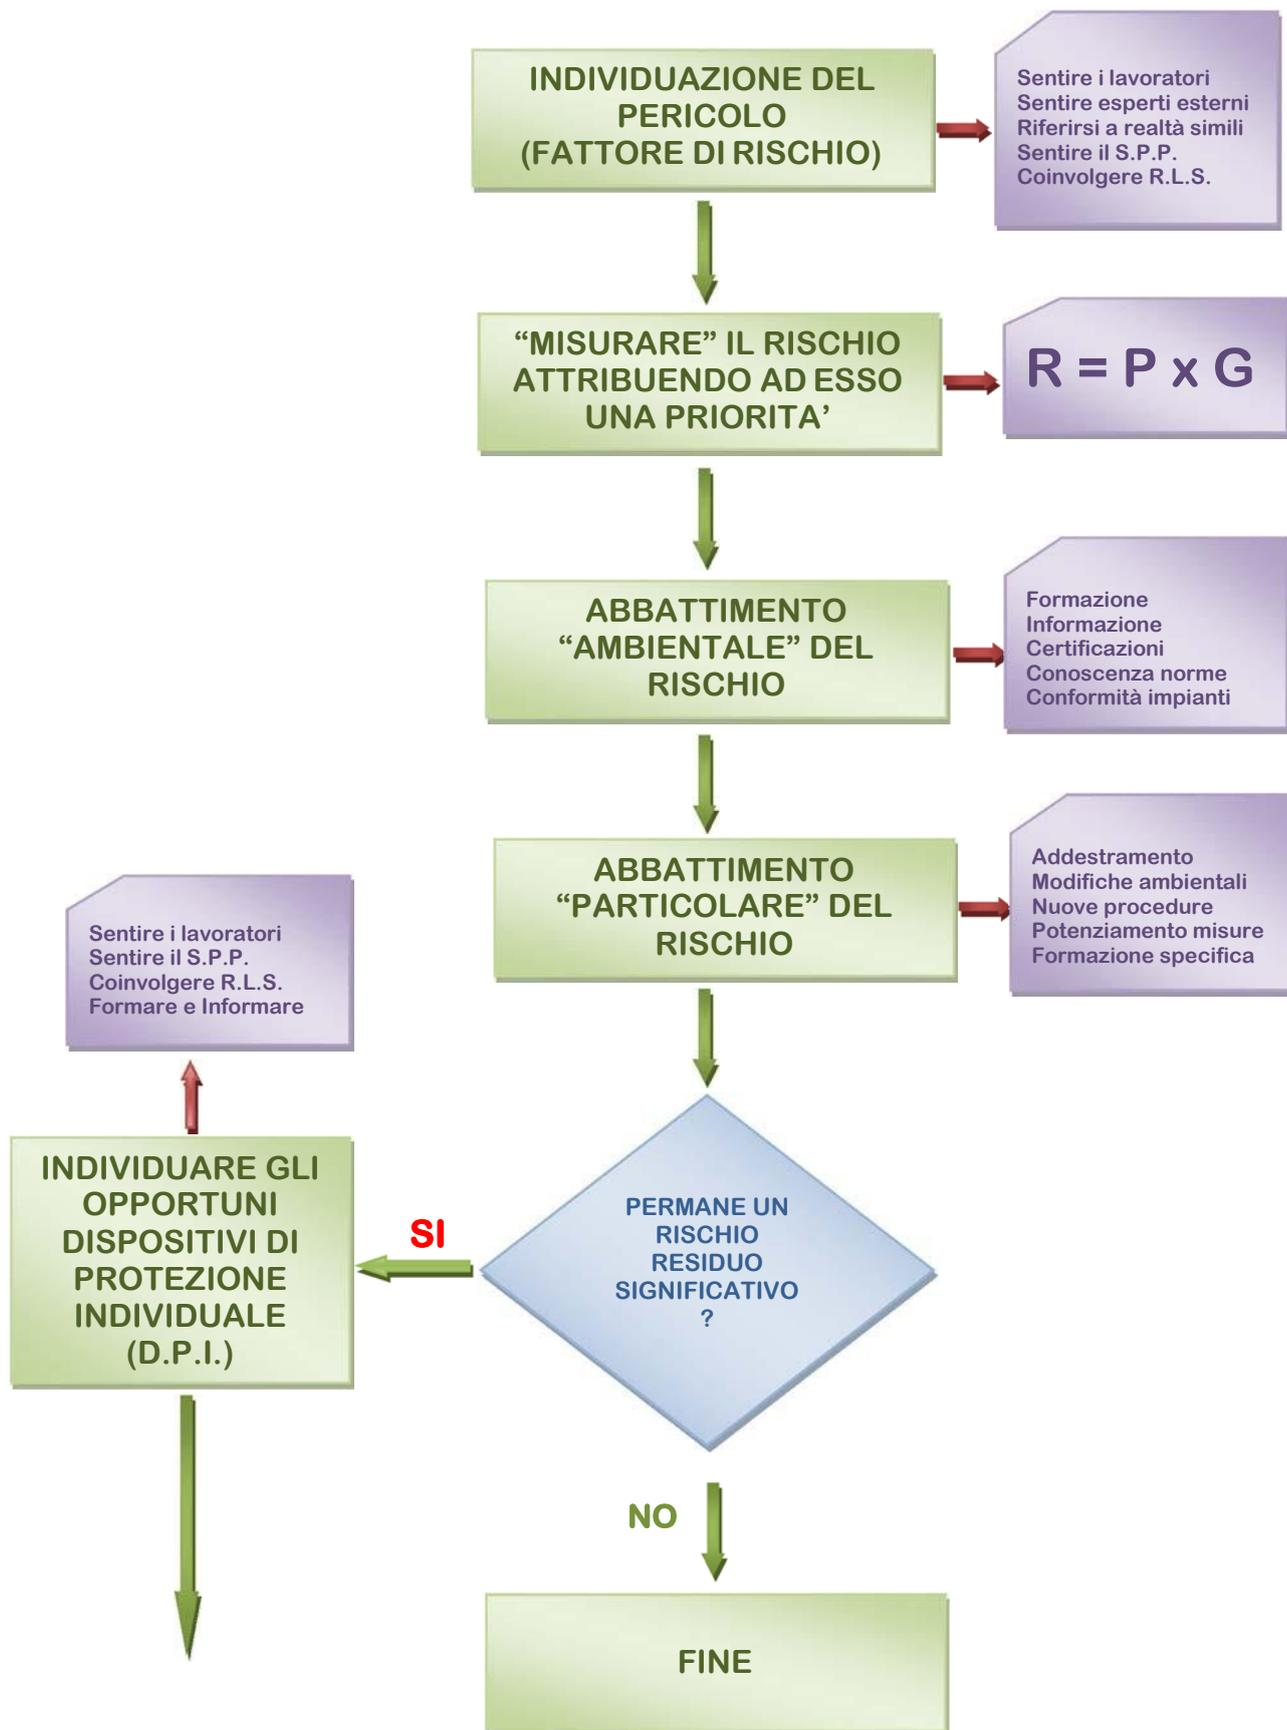 INDIVIDUAZIONE DEL
PERICOLO
(FATTORE DI RISCHIO)
Sentire i lavoratori
Sentire esperti esterni
Riferirsi a realtà simili
Sentire il S.P.P.
Coinvolgere R.L.S.
“MISURARE” IL RISCHIO
ATTRIBUENDO AD ESSO
UNA PRIORITA’
R = P x G
ABBATTIMENTO
“AMBIENTALE” DEL
RISCHIO
Formazione
Informazione
Certificazioni
Conoscenza norme
Conformità impianti
ABBATTIMENTO
“PARTICOLARE” DEL
RISCHIO
Addestramento
Modifiche ambientali
Nuove procedure
Potenziamento misure
Formazione specifica
Sentire i lavoratori
Sentire il S.P.P.
Coinvolgere R.L.S.
Formare e Informare
INDIVIDUARE GLI
OPPORTUNI
DISPOSITIVI DI
PROTEZIONE
INDIVIDUALE
(D.P.I.)
SI
PERMANE UN
RISCHIO
RESIDUO
SIGNIFICATIVO
?
NO
FINE